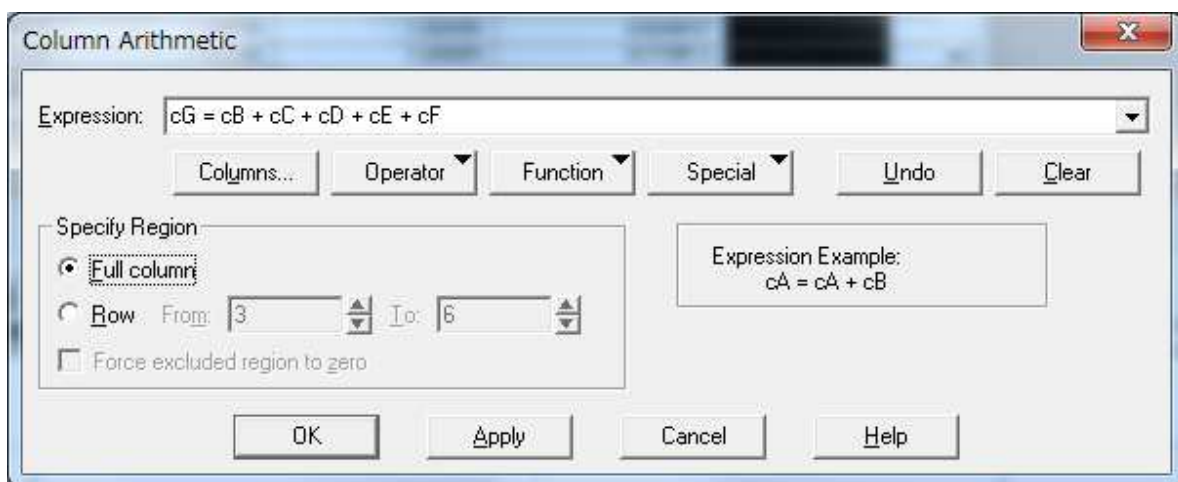 Column Arithmetic
Expression: cG = cB + cC + cD + cE + cF
Columns... Operator Function Special Undo Clear
Specify Region
Full column
Row From: 3 To: 6
Force excluded region to zero
Expression Example:
cA = cA + cB
OK Apply Cancel Help